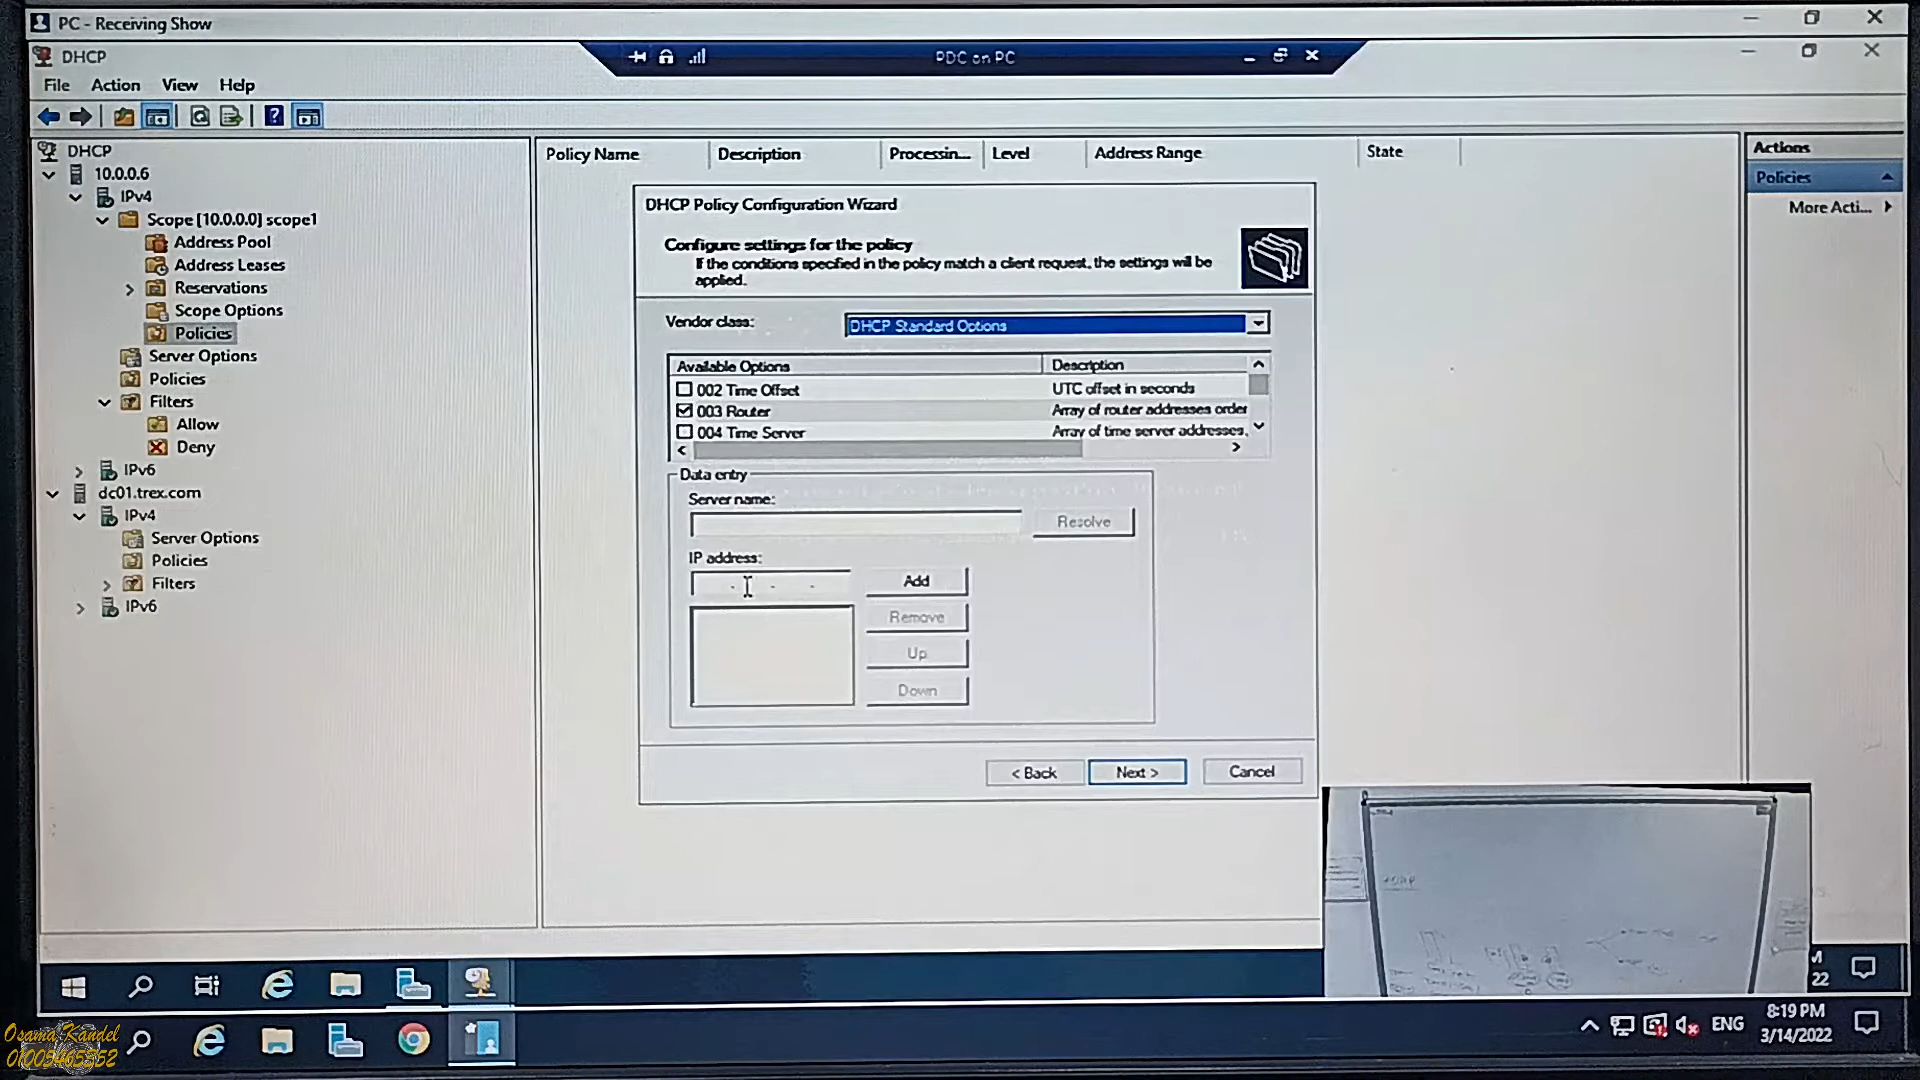 PC - Receiving Show
DHCP
PDC on PC
File Action View Help
DHCP
10.0.0.6
IPv4
Scope [10.0.0.0] scope1
Address Pool
Address Leases
Reservations
Scope Options
Policies
Server Options
Policies
Filters
Allow
Deny
IPv6
dc01.trex.com
IPv4
Server Options
Policies
Filters
IPv6
Policy Name Description Processin... Level Address Range State
DHCP Policy Configuration Wizard
Configure settings for the policy
If the conditions specified in the policy match a client request, the settings will be
applied.
Vendor class: DHCP Standard Options
Available Options Description
002 Time Offset UTC offset in seconds
003 Router Array of router addresses order
004 Time Server Array of time server addresses,
Data entry
Server name:
Resolve
IP address:
Add
Remove
Up
Down
< Back Next > Cancel
Actions
Policies
More Acti...
22
ENG
8:19 PM
3/14/2022
Osama Kandel
01005465352